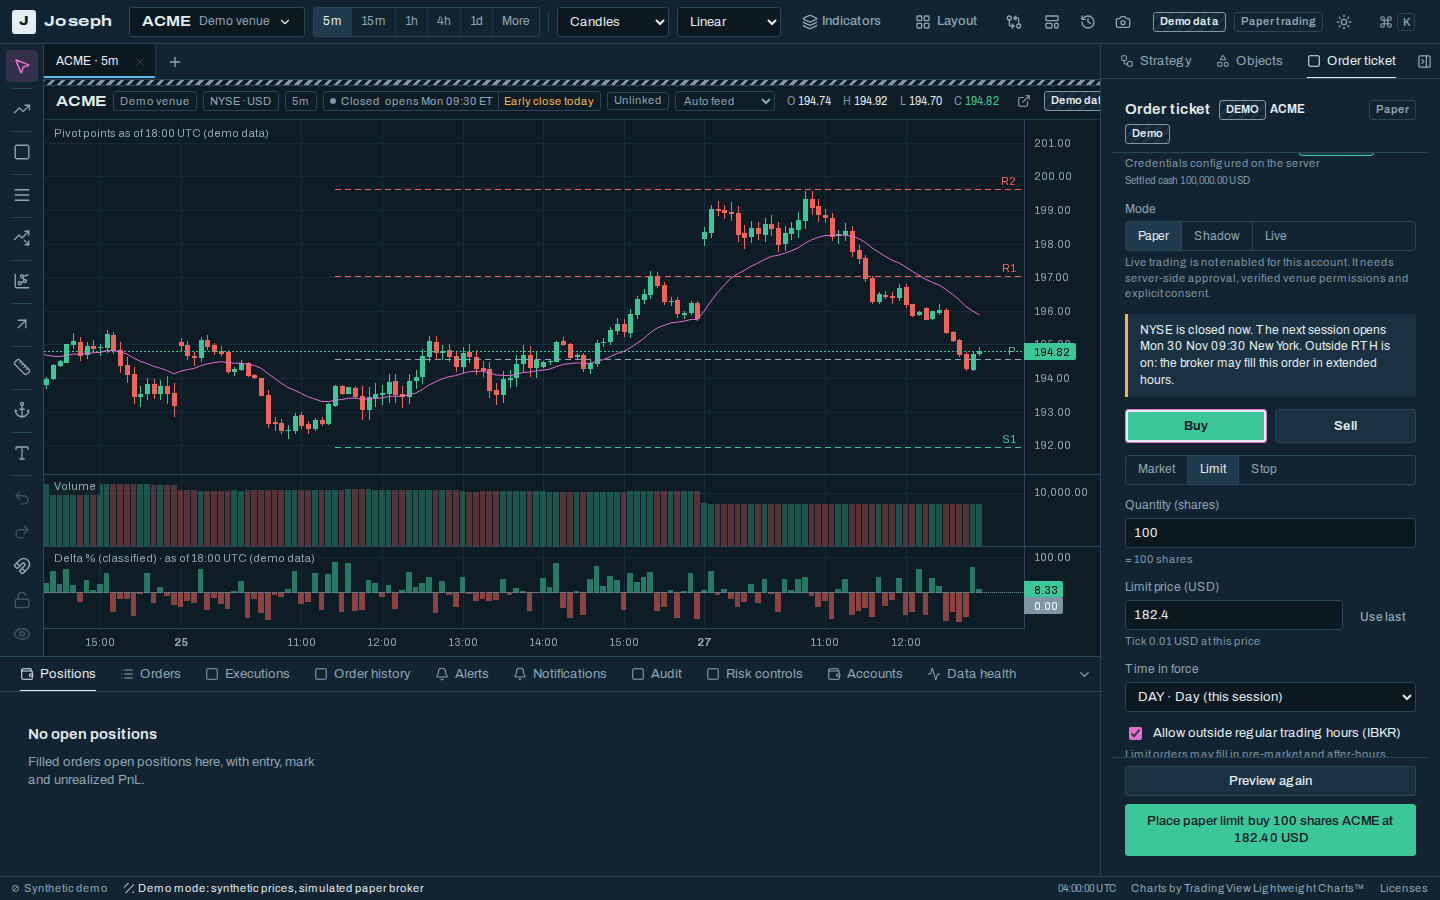 J Joseph
ACME Demo venue
5m 15m 1h 4h 1d More
Candles
Linear
Indicators
Layout
Demo data
Paper trading
⌘ K
ACME · 5m × +
Strategy Objects Order ticket
ACME Demo venue NYSE·USD 5m Closed opens Mon 09:30 ET Early close today Unlinked Auto feed O 194.74 H 194.92 L 194.70 C 194.82 Demo dat
Pivot points as of 18:00 UTC (demo data)
R2
R1
P
S1
201.00
200.00
199.00
198.00
197.00
196.00
194.82
194.00
193.00
192.00
Volume
10,000.00
Delta % (classified) · as of 18:00 UTC (demo data)
100.00
8.33
0.00
15:00 25 11:00 12:00 13:00 14:00 15:00 27 11:00 12:00
Order ticket DEMO ACME Paper
Demo
Credentials configured on the server
Settled cash 100,000.00 USD
Mode
Paper Shadow Live
Live trading is not enabled for this account. It needs
server-side approval, verified venue permissions and
explicit consent.
NYSE is closed now. The next session opens
Mon 30 Nov 09:30 New York. Outside RTH is
on: the broker may fill this order in extended
hours.
Buy Sell
Market Limit Stop
Quantity (shares)
100
= 100 shares
Limit price (USD)
182.4 Use last
Tick 0.01 USD at this price
Time in force
DAY · Day (this session)
Allow outside regular trading hours (IBKR)
Limit orders may fill in pre-market and after-hours
Preview again
Place paper limit buy 100 shares ACME at
182.40 USD
Positions Orders Executions Order history Alerts Notifications Audit Risk controls Accounts Data health
No open positions
Filled orders open positions here, with entry, mark
and unrealized PnL.
Synthetic demo Demo mode: synthetic prices, simulated paper broker
04:00:00 UTC Charts by TradingView Lightweight Charts™ Licenses